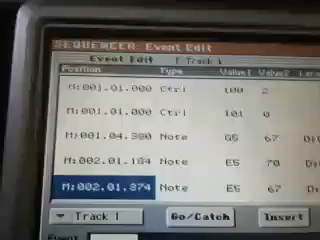 SEQUENCER Event Edit
Event Edit Track 1
Position Type Value1 Value2
M:001.01.000 Ctrl 100 2
M:001.01.000 Ctrl 101 0
M:001.04.380 Note G5 67
M:002.01.184 Note E5 70
M:002.01.374 Note E5 67
Track 1 Go/Catch Insert
Event